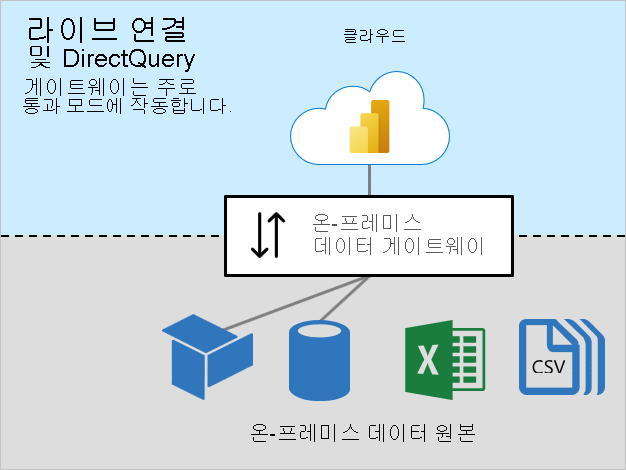 라이브 연결
및 DirectQuery
게이트웨이는 주로
통과 모드에 작동합니다.
클라우드
온-프레미스
데이터 게이트웨이
X
CSV
온-프레미스 데이터 원본